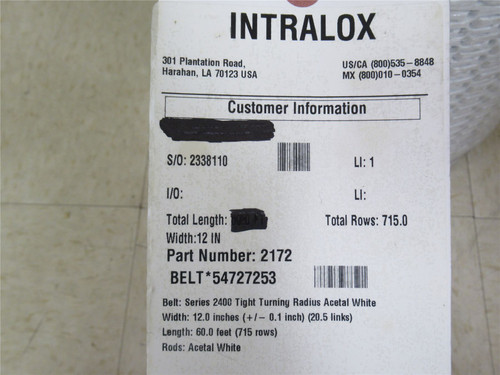 INTRALOX
301 Plantation Road,
Harahan, LA 70123 USA
US/CA (800)535-8848
MX (800)010-0354
Customer Information
S/O: 2338110
LI: 1
I/O:
LI:
Total Length:
Total Rows: 715.0
Width:12 IN
Part Number: 2172
BELT*54727253
Belt: Series 2400 Tight Turning Radius Acetal White
Width: 12.0 inches (+/- 0.1 inch) (20.5 links)
Length: 60.0 feet (715 rows)
Rods: Acetal White